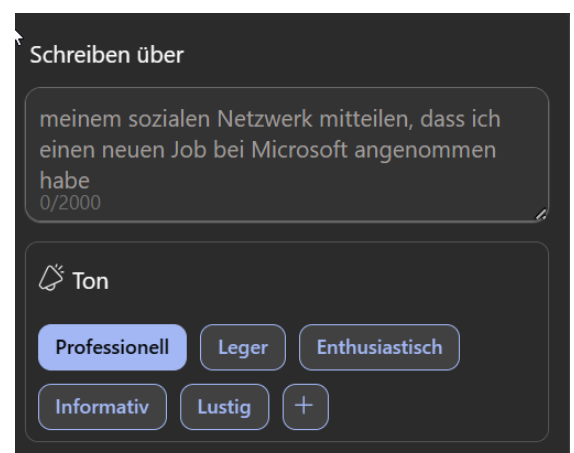 Schreiben über
meinem sozialen Netzwerk mitteilen, dass ich
einen neuen Job bei Microsoft angenommen
habe
0/2000
Ton
Professionell Leger Enthusiastisch
Informativ Lustig +